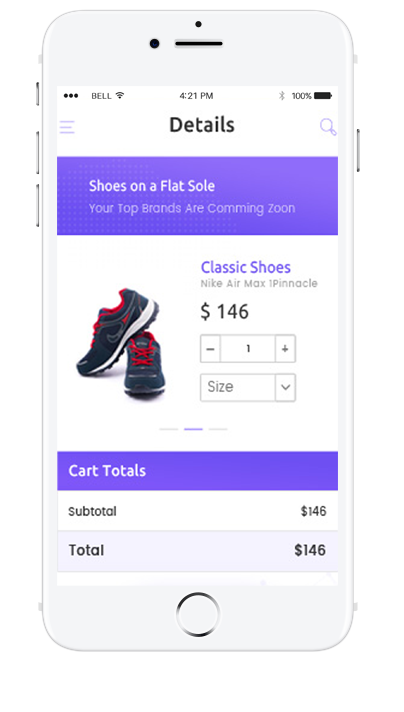 BELL 4:21 PM 100%
Details
Shoes on a Flat Sole
Your Top Brands Are Comming Zoon
Classic Shoes
Nike Air Max 1Pinnacle
$ 146
− 1 +
Size
Cart Totals
Subtotal $146
Total $146